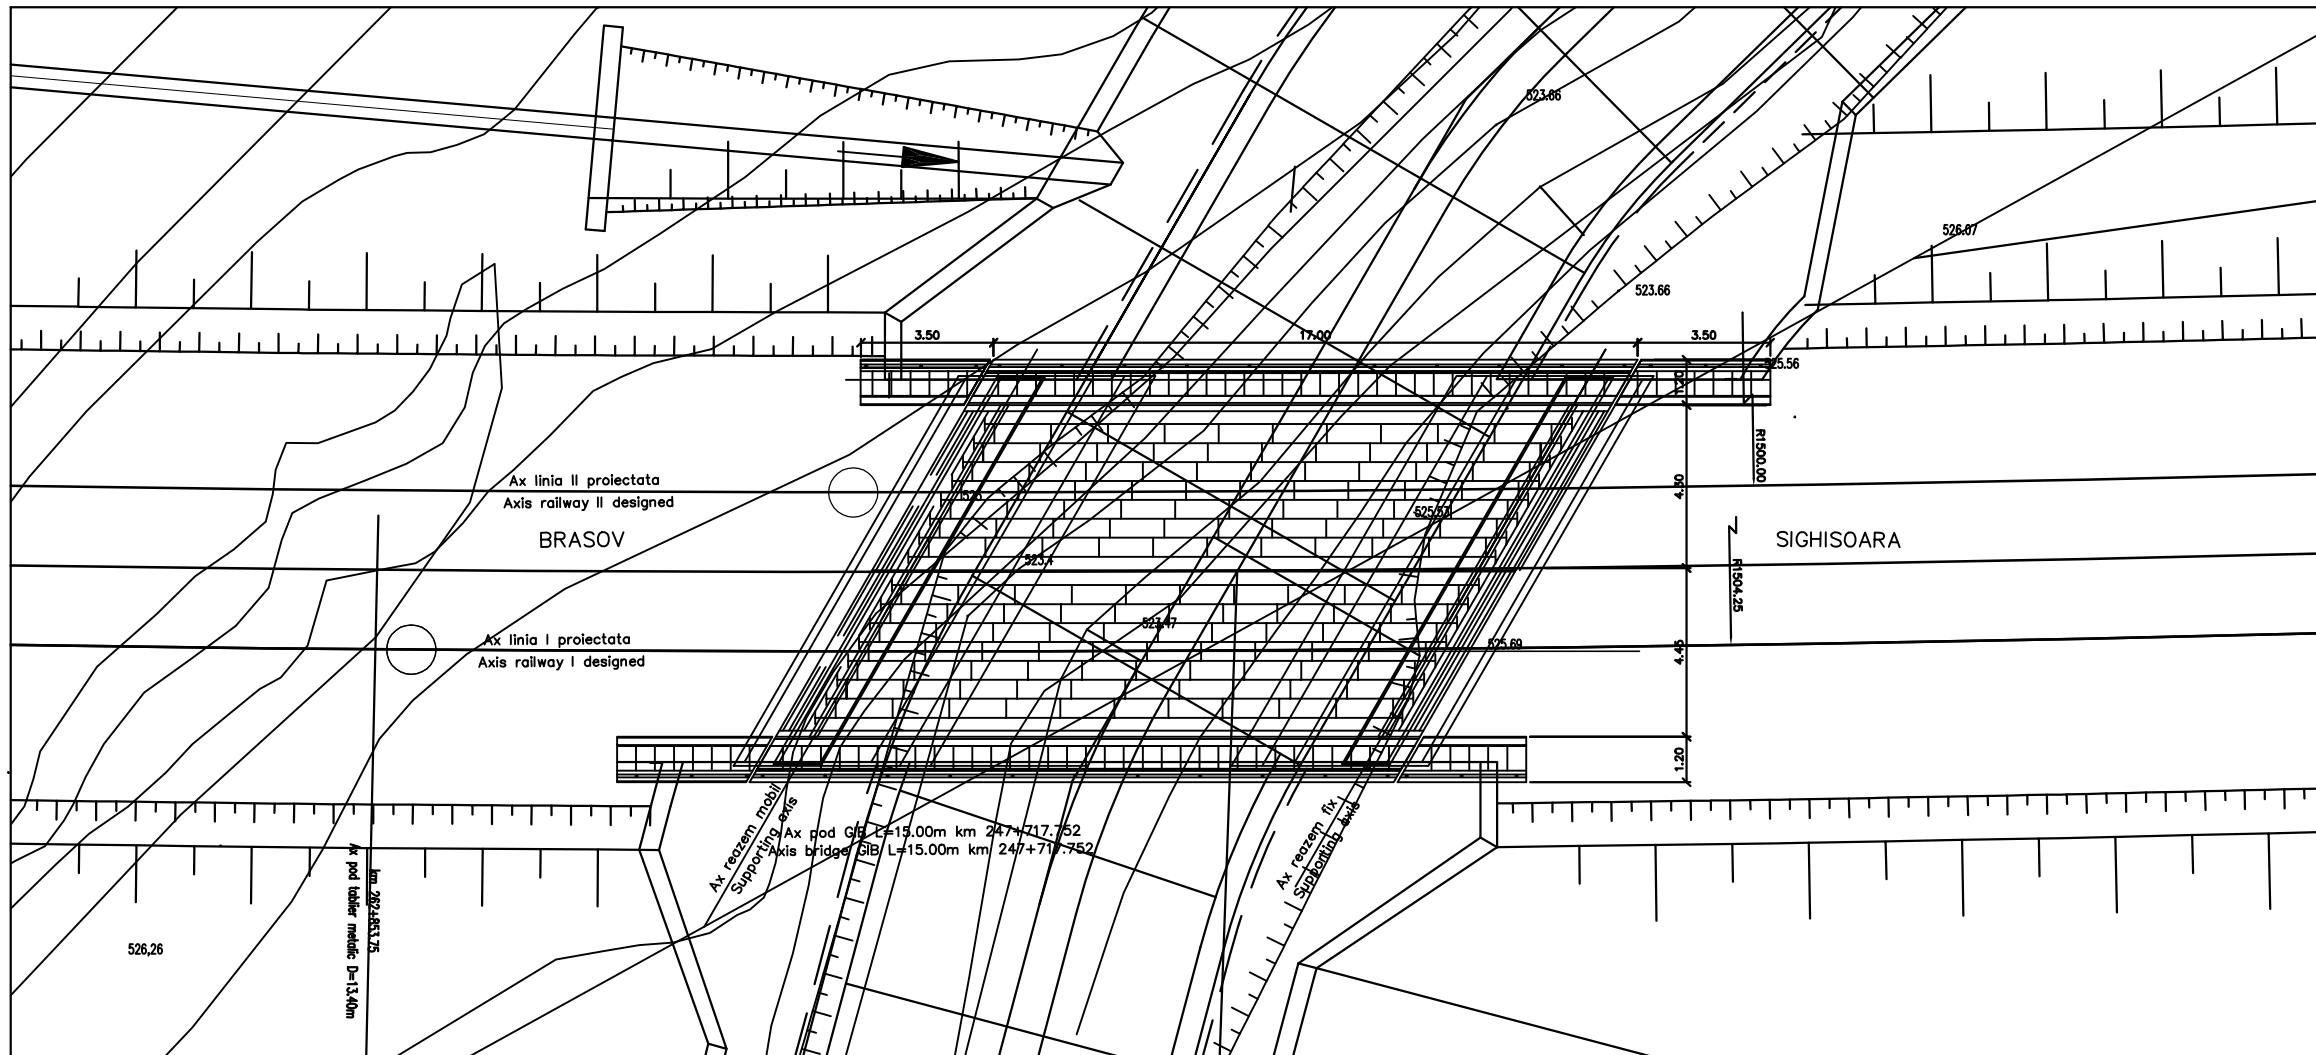 523.66
526.07
523.66
3.50
17.00
3.50
525.56
1.20
R1500.00
Ax linia II proiectata
Axis railway II designed
4.30
525.53
BRASOV
SIGHISOARA
523.4
R1504.25
523.47
Ax linia I proiectata
Axis railway I designed
525.69
4.45
1.20
Ax reazem mobil
Supporting axis
Ax pod GIB L=15.00m km 247+717.752
Axis bridge GIB L=15.00m km 247+717.752
Ax reazem fix
Supporting axis
km 262+853.75
Ax pod tablier metalic D=13.40m
526,26